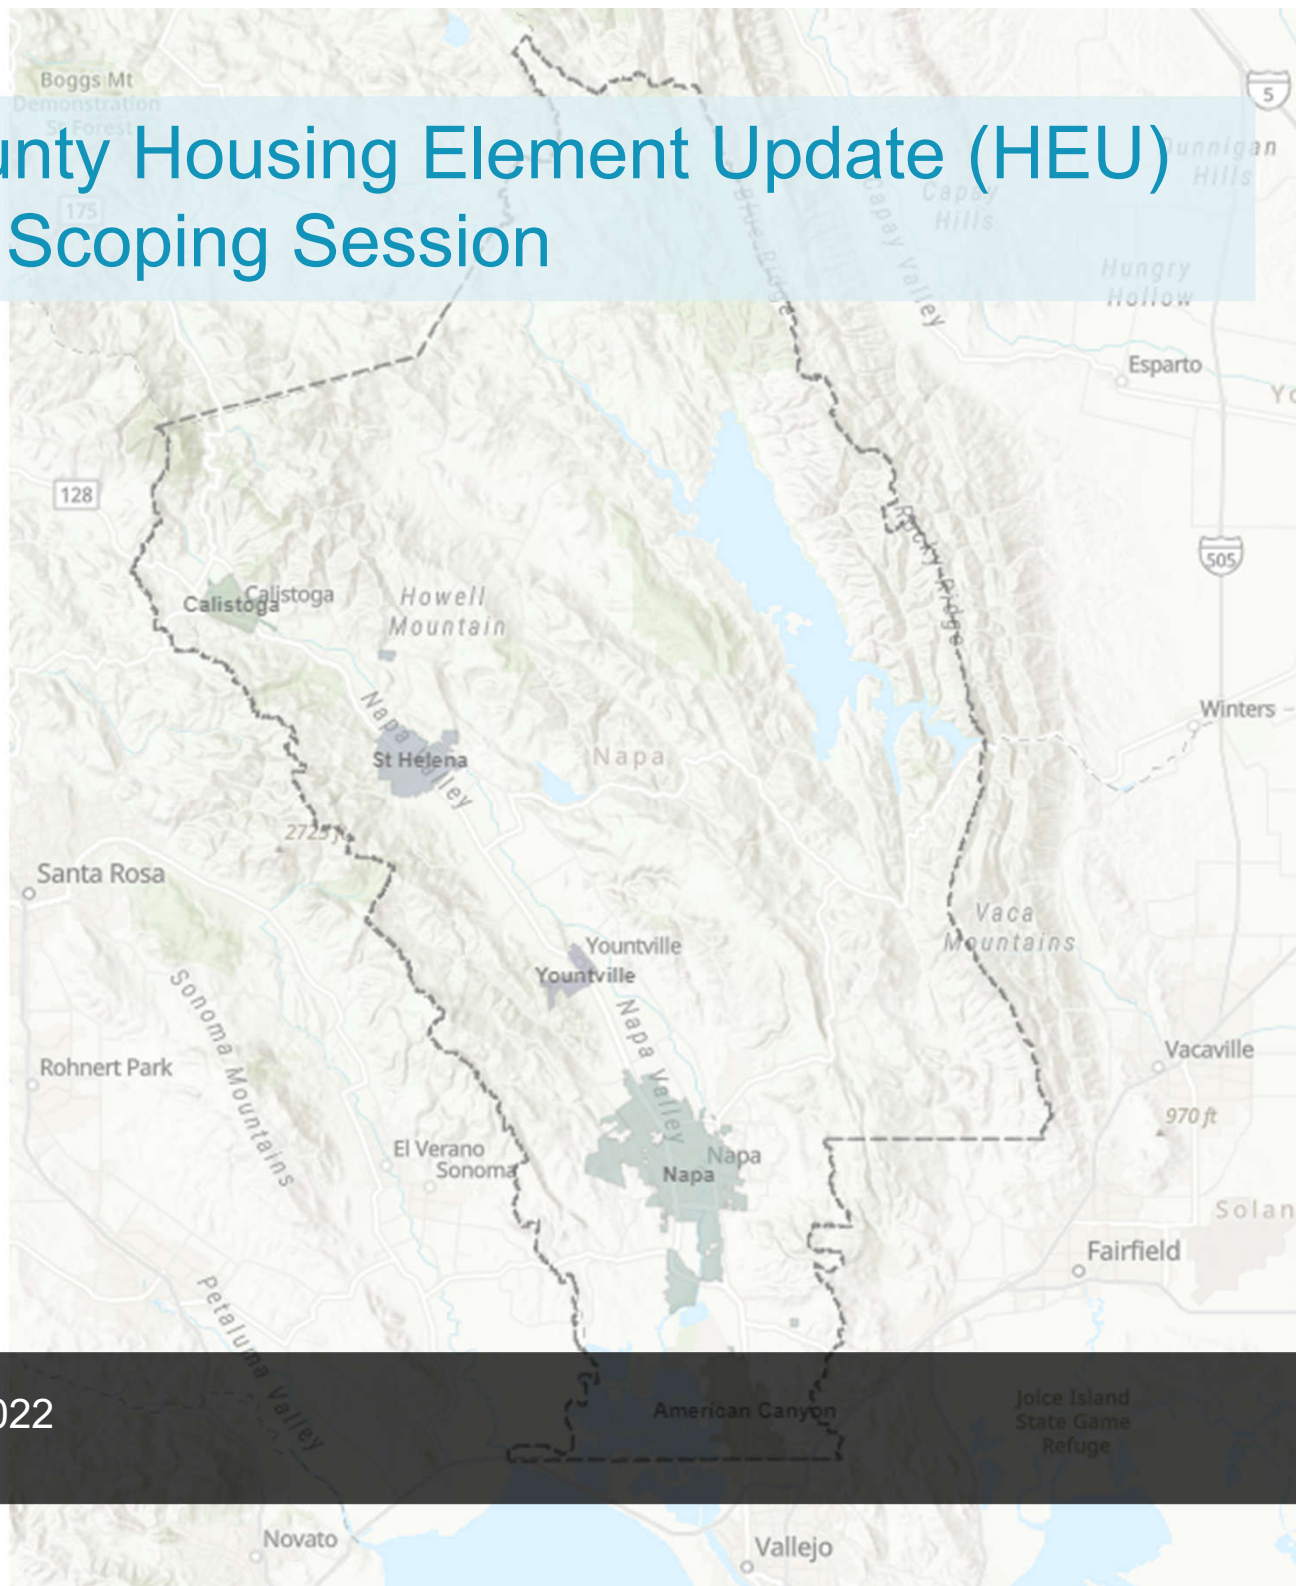 Boggs Mt
Demonstration
St Forest
5
unty Housing Element Update (HEU)
Scoping Session
Dunnigan
Hills
175
Capay
Hills
Blue Ridge
Capay Valley
Hungry
Hollow
Esparto
Yo
128
Rocky Ridge
505
Calistoga
Calistoga
Howell
Mountain
Winters
Napa Valley
St Helena
Napa
2725 f
Santa Rosa
Vaca
Mountains
Yountville
Yountville
Sonoma Mountains
Napa Valley
Rohnert Park
Vacaville
970 ft
El Verano
Sonoma
Napa
Napa
Solan
Fairfield
Petaluma Valley
022
American Canyon
Joice Island
State Game
Refuge
Novato
Vallejo